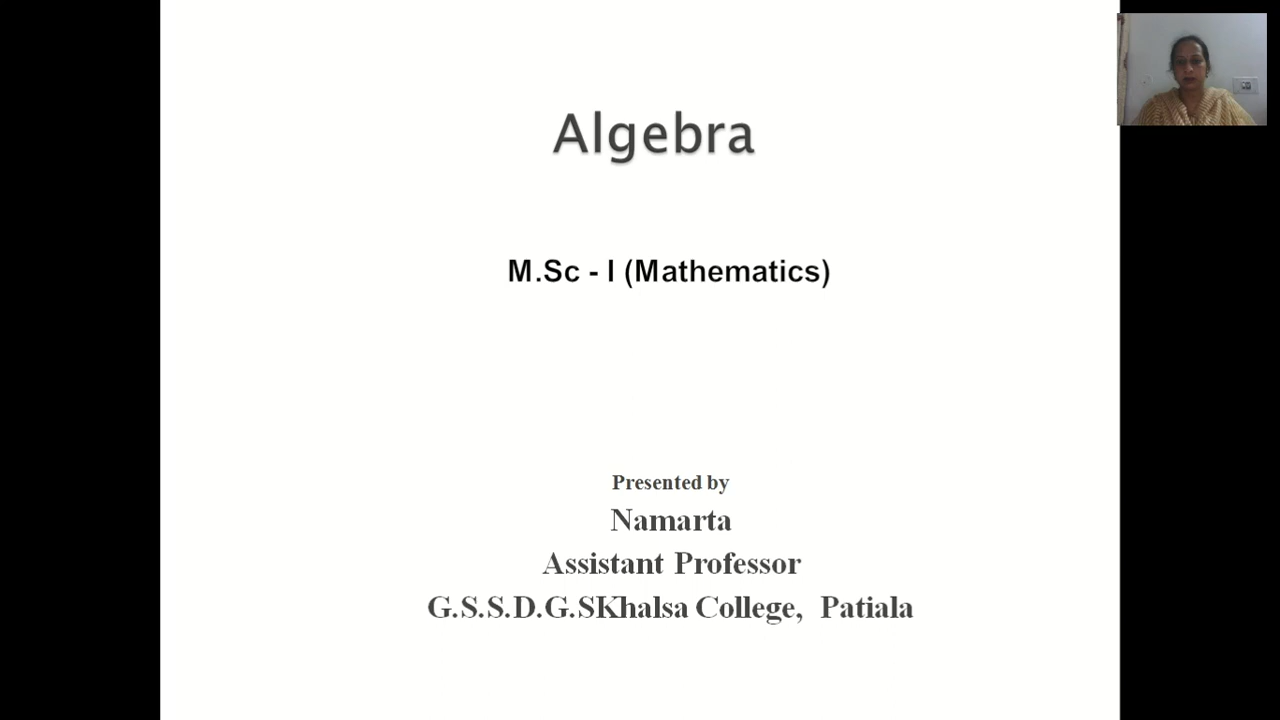 Algebra
M.Sc - I (Mathematics)
Presented by
Namarta
Assistant Professor
G.S.S.D.G.SKhalsa College, Patiala